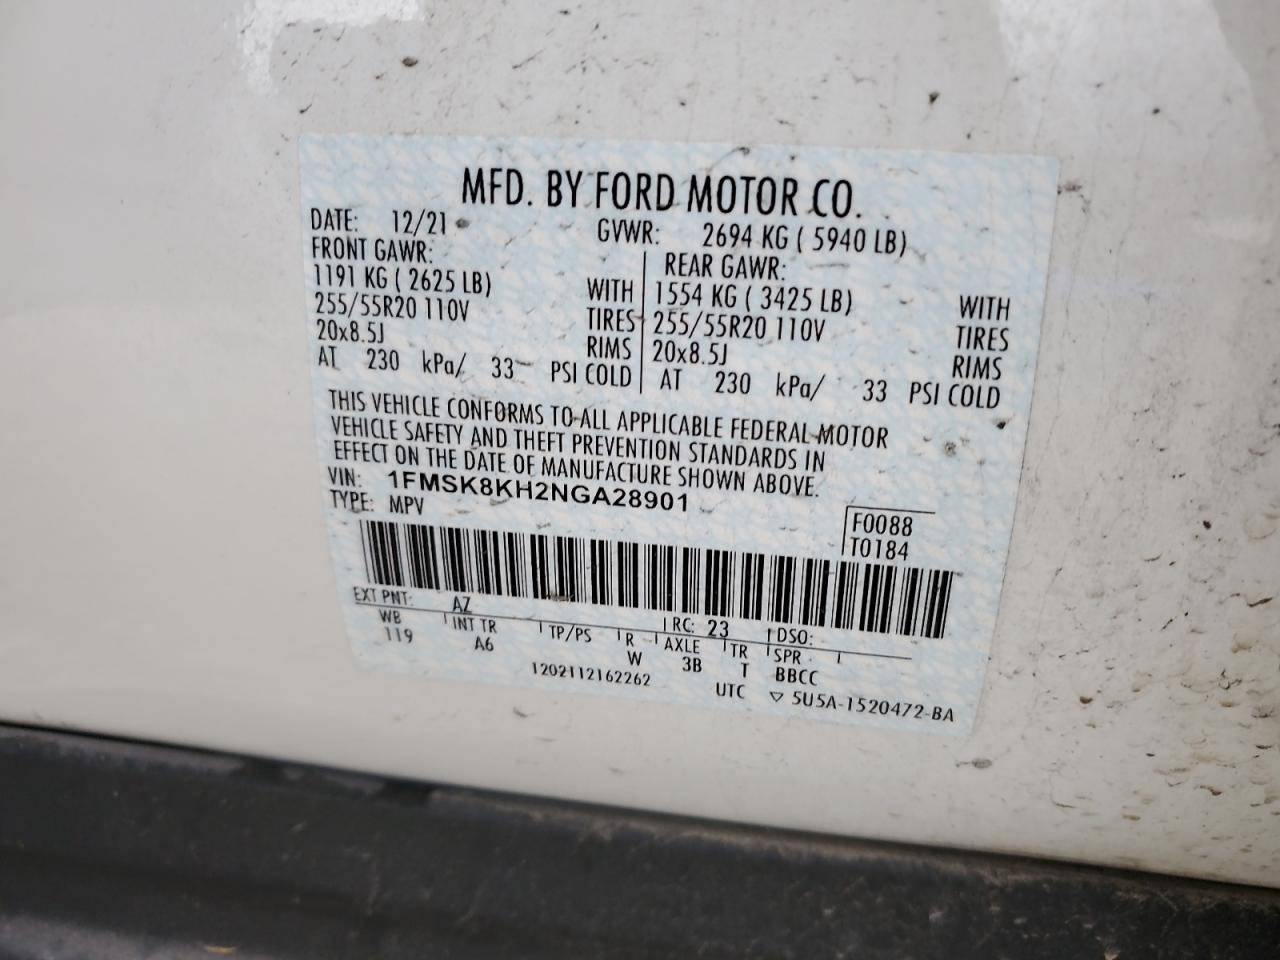 MFD. BY FORD MOTOR CO.
DATE: 12/21 GVWR: 2694 KG ( 5940 LB)
FRONT GAWR: REAR GAWR:
1191 KG ( 2625 LB) WITH 1554 KG ( 3425 LB) WITH
255/55R20 110V TIRES 255/55R20 110V TIRES
20x8.5J RIMS 20x8.5J RIMS
AT 230 kPa/ 33 PSI COLD AT 230 kPa/ 33 PSI COLD
THIS VEHICLE CONFORMS TO ALL APPLICABLE FEDERAL MOTOR
VEHICLE SAFETY AND THEFT PREVENTION STANDARDS IN
EFFECT ON THE DATE OF MANUFACTURE SHOWN ABOVE.
VIN: 1FMSK8KH2NGA28901
TYPE: MPV F0088
T0184
EXT PNT: AZ RC: 23 DSO:
WB INT TR TP/PS R AXLE TR SPR
119 A6 W 3B T BBCC
1202112162262 UTC ▽ 5U5A-1520472-BA